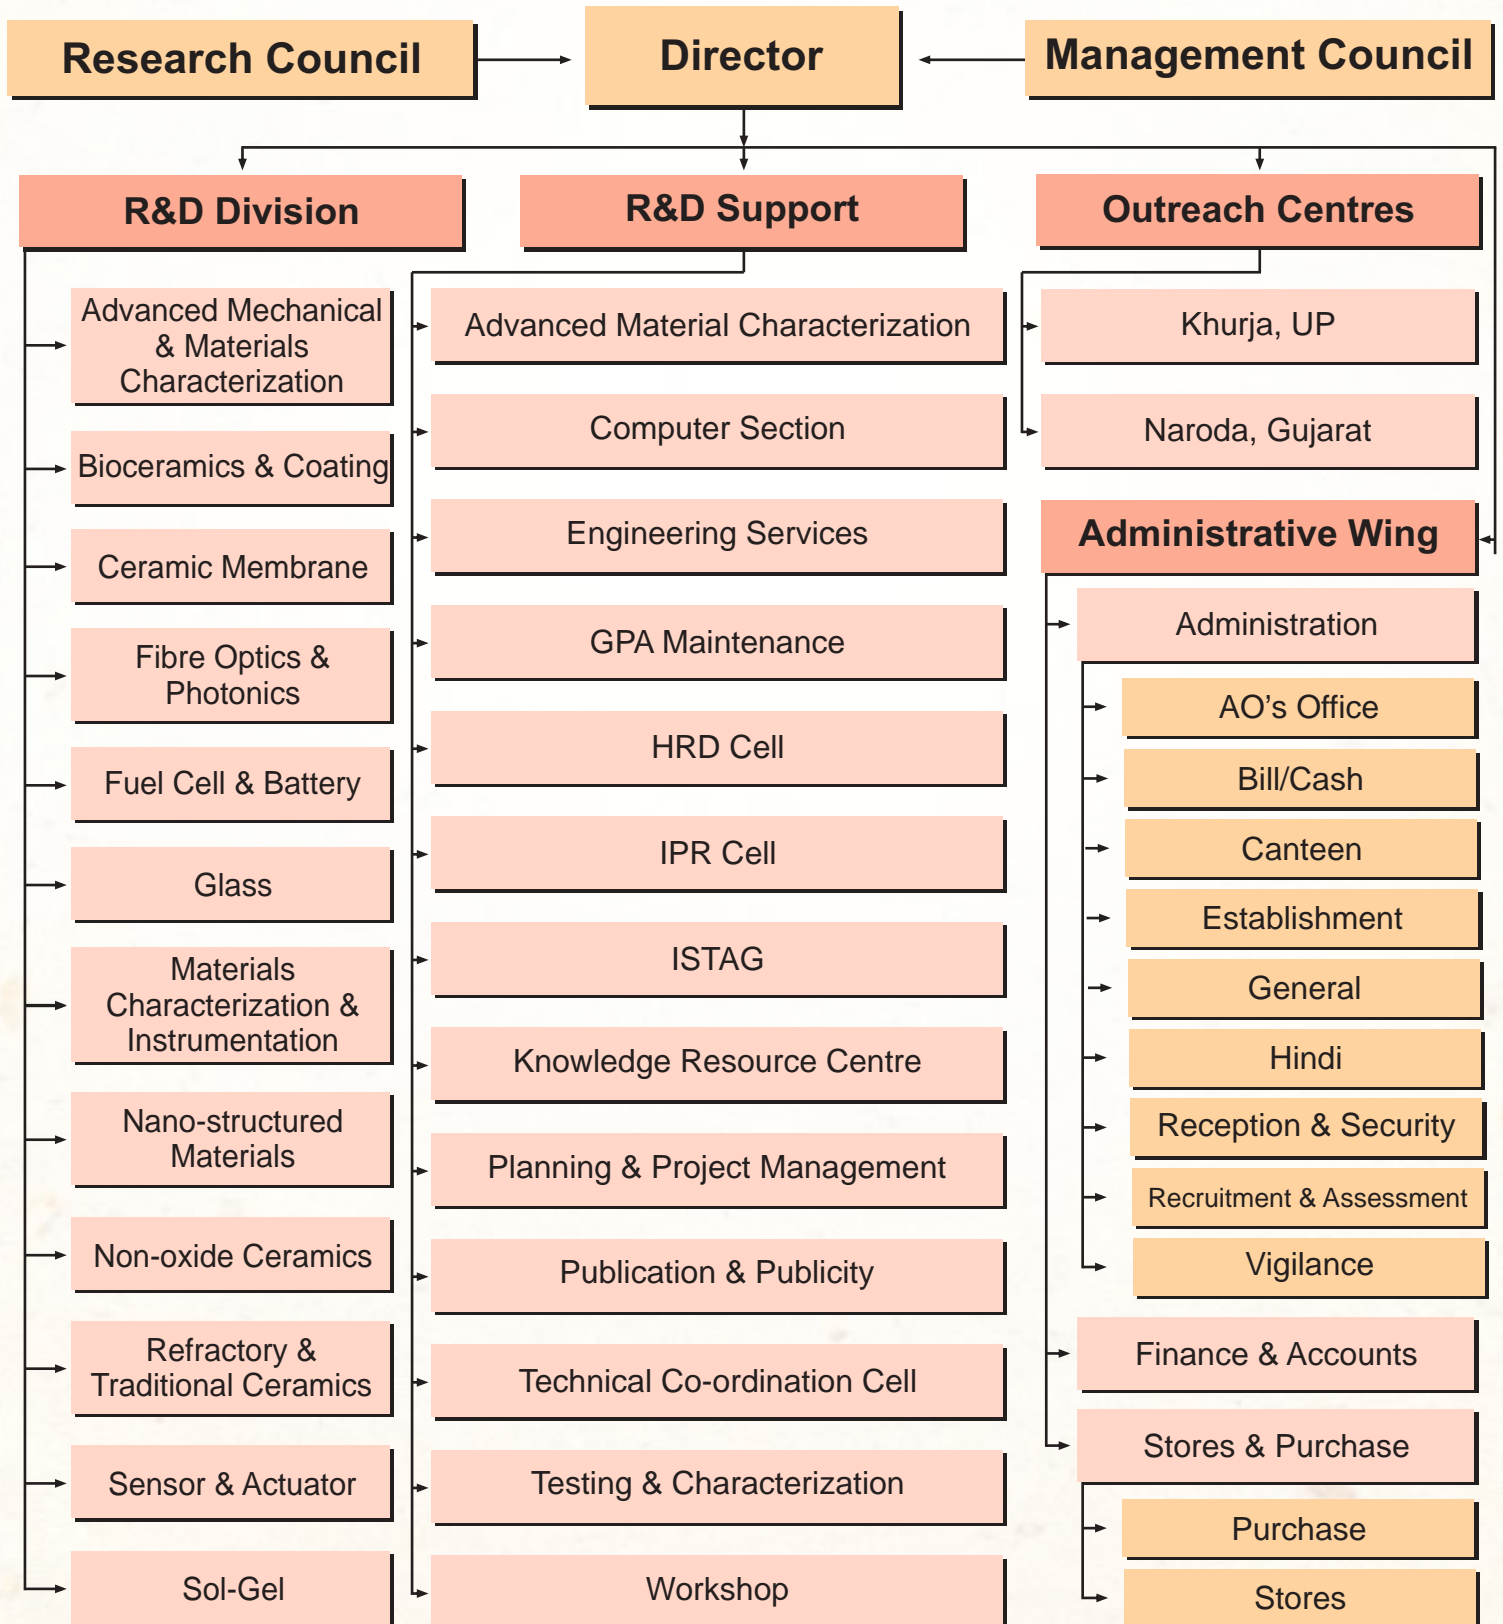 Research Council
Director
Management Council
R&D Division
Advanced Mechanical
& Materials
Characterization
Bioceramics & Coating
Ceramic Membrane
Fibre Optics &
Photonics
Fuel Cell & Battery
Glass
Materials
Characterization &
Instrumentation
Nano-structured
Materials
Non-oxide Ceramics
Refractory &
Traditional Ceramics
Sensor & Actuator
Sol-Gel
R&D Support
Advanced Material Characterization
Computer Section
Engineering Services
GPA Maintenance
HRD Cell
IPR Cell
ISTAG
Knowledge Resource Centre
Planning & Project Management
Publication & Publicity
Technical Co-ordination Cell
Testing & Characterization
Workshop
Outreach Centres
Khurja, UP
Naroda, Gujarat
Administrative Wing
Administration
AO's Office
Bill/Cash
Canteen
Establishment
General
Hindi
Reception & Security
Recruitment & Assessment
Vigilance
Finance & Accounts
Stores & Purchase
Purchase
Stores